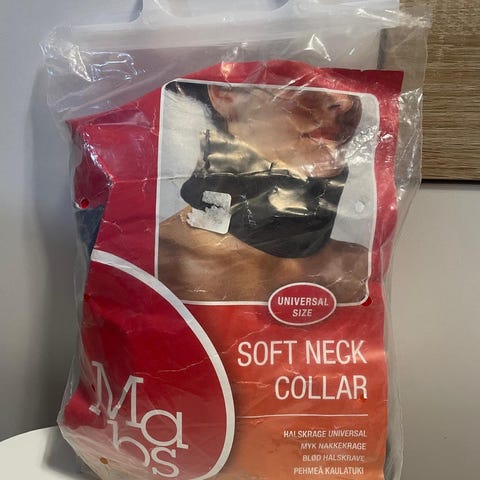 UNIVERSAL
SIZE
SOFT NECK
COLLAR
HALSKRAGE UNIVERSAL
MYK NAKKEKRAGE
BLØD HALSKRAVE
PEHMEÄ KAULATUKI
Mabs